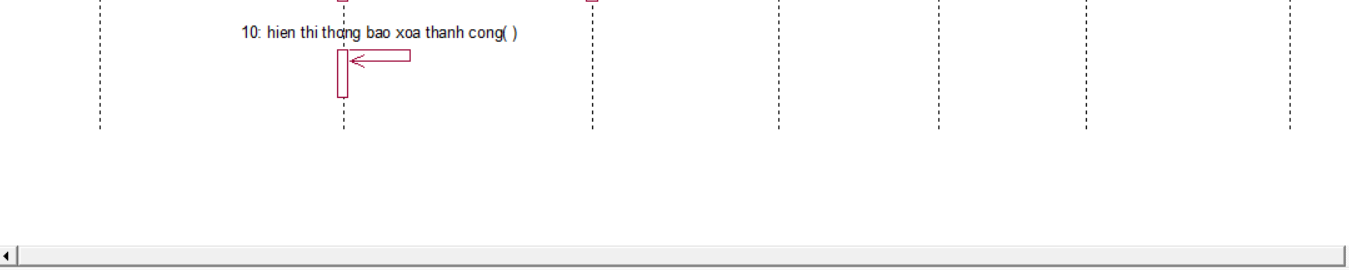 10: hien thi thong bao xoa thanh cong( )